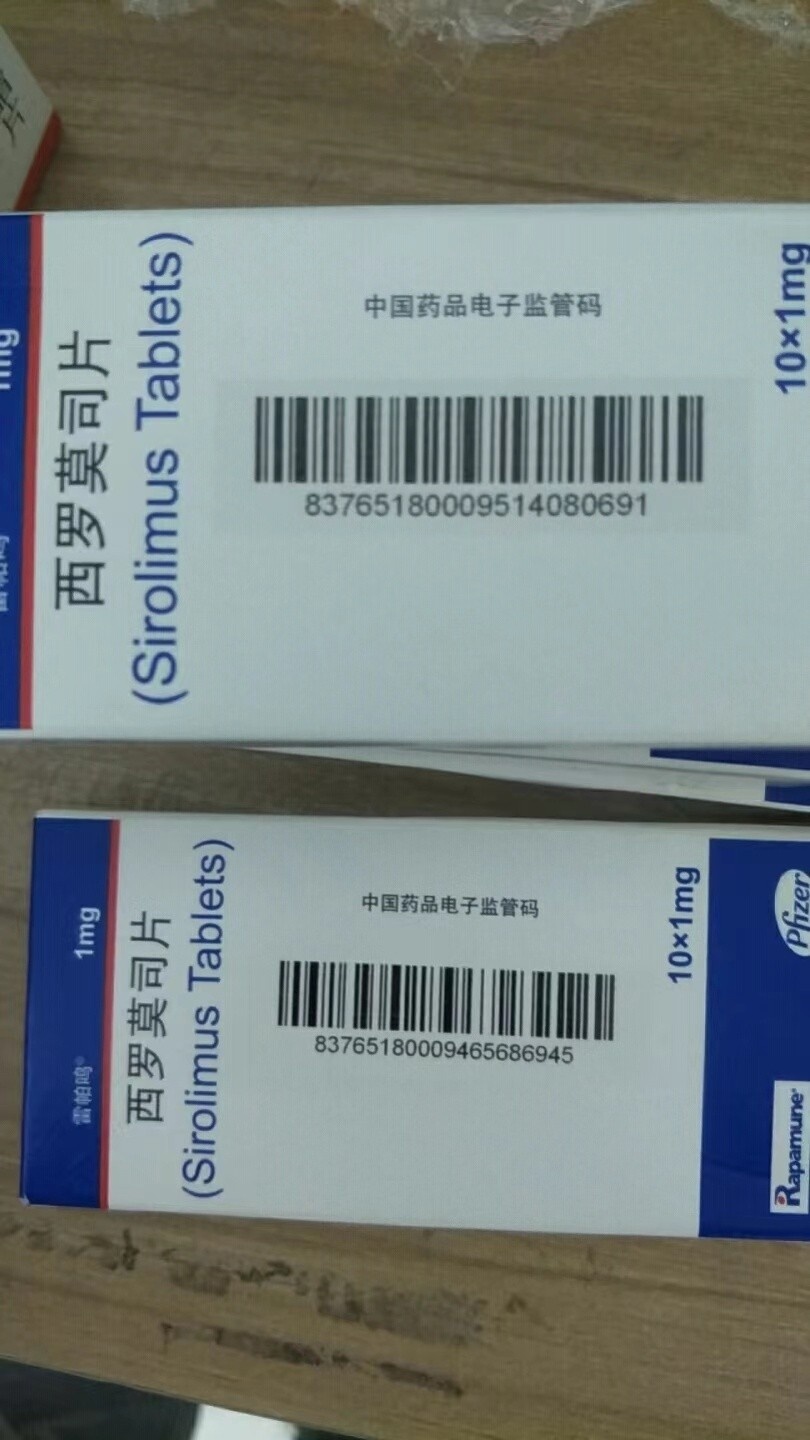 1mg
西罗莫司片
(Sirolimus Tablets)
中国药品电子监管码
83765180009514080691
10×1mg
雷帕鸣®
1mg
西罗莫司片
(Sirolimus Tablets)
中国药品电子监管码
83765180009465686945
10×1mg
Pfizer
Rapamune®